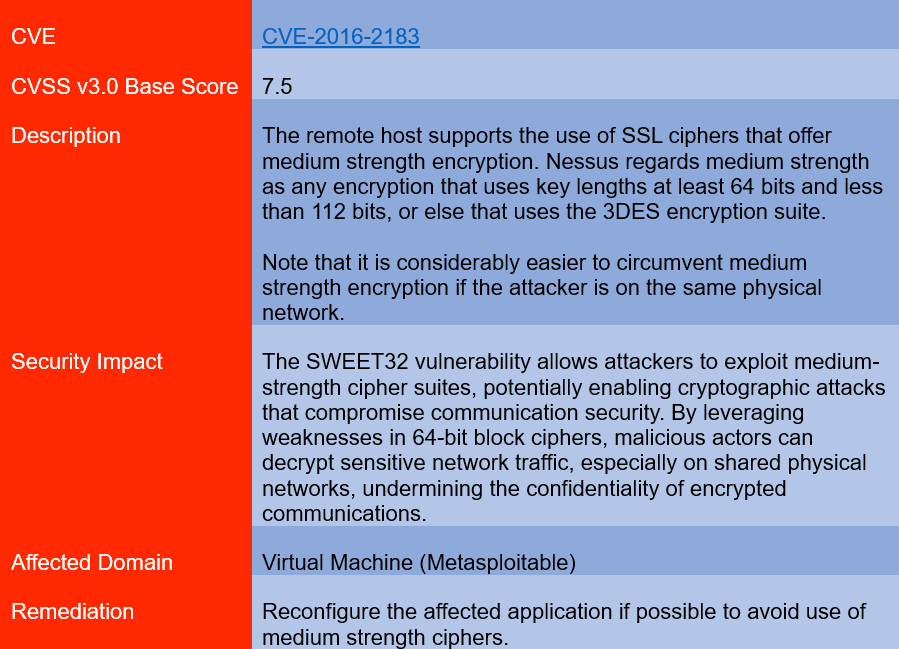 CVE
CVE-2016-2183
CVSS v3.0 Base Score
7.5
Description
The remote host supports the use of SSL ciphers that offer
medium strength encryption. Nessus regards medium strength
as any encryption that uses key lengths at least 64 bits and less
than 112 bits, or else that uses the 3DES encryption suite.
Note that it is considerably easier to circumvent medium
strength encryption if the attacker is on the same physical
network.
Security Impact
The SWEET32 vulnerability allows attackers to exploit medium-
strength cipher suites, potentially enabling cryptographic attacks
that compromise communication security. By leveraging
weaknesses in 64-bit block ciphers, malicious actors can
decrypt sensitive network traffic, especially on shared physical
networks, undermining the confidentiality of encrypted
communications.
Affected Domain
Virtual Machine (Metasploitable)
Remediation
Reconfigure the affected application if possible to avoid use of
medium strength ciphers.